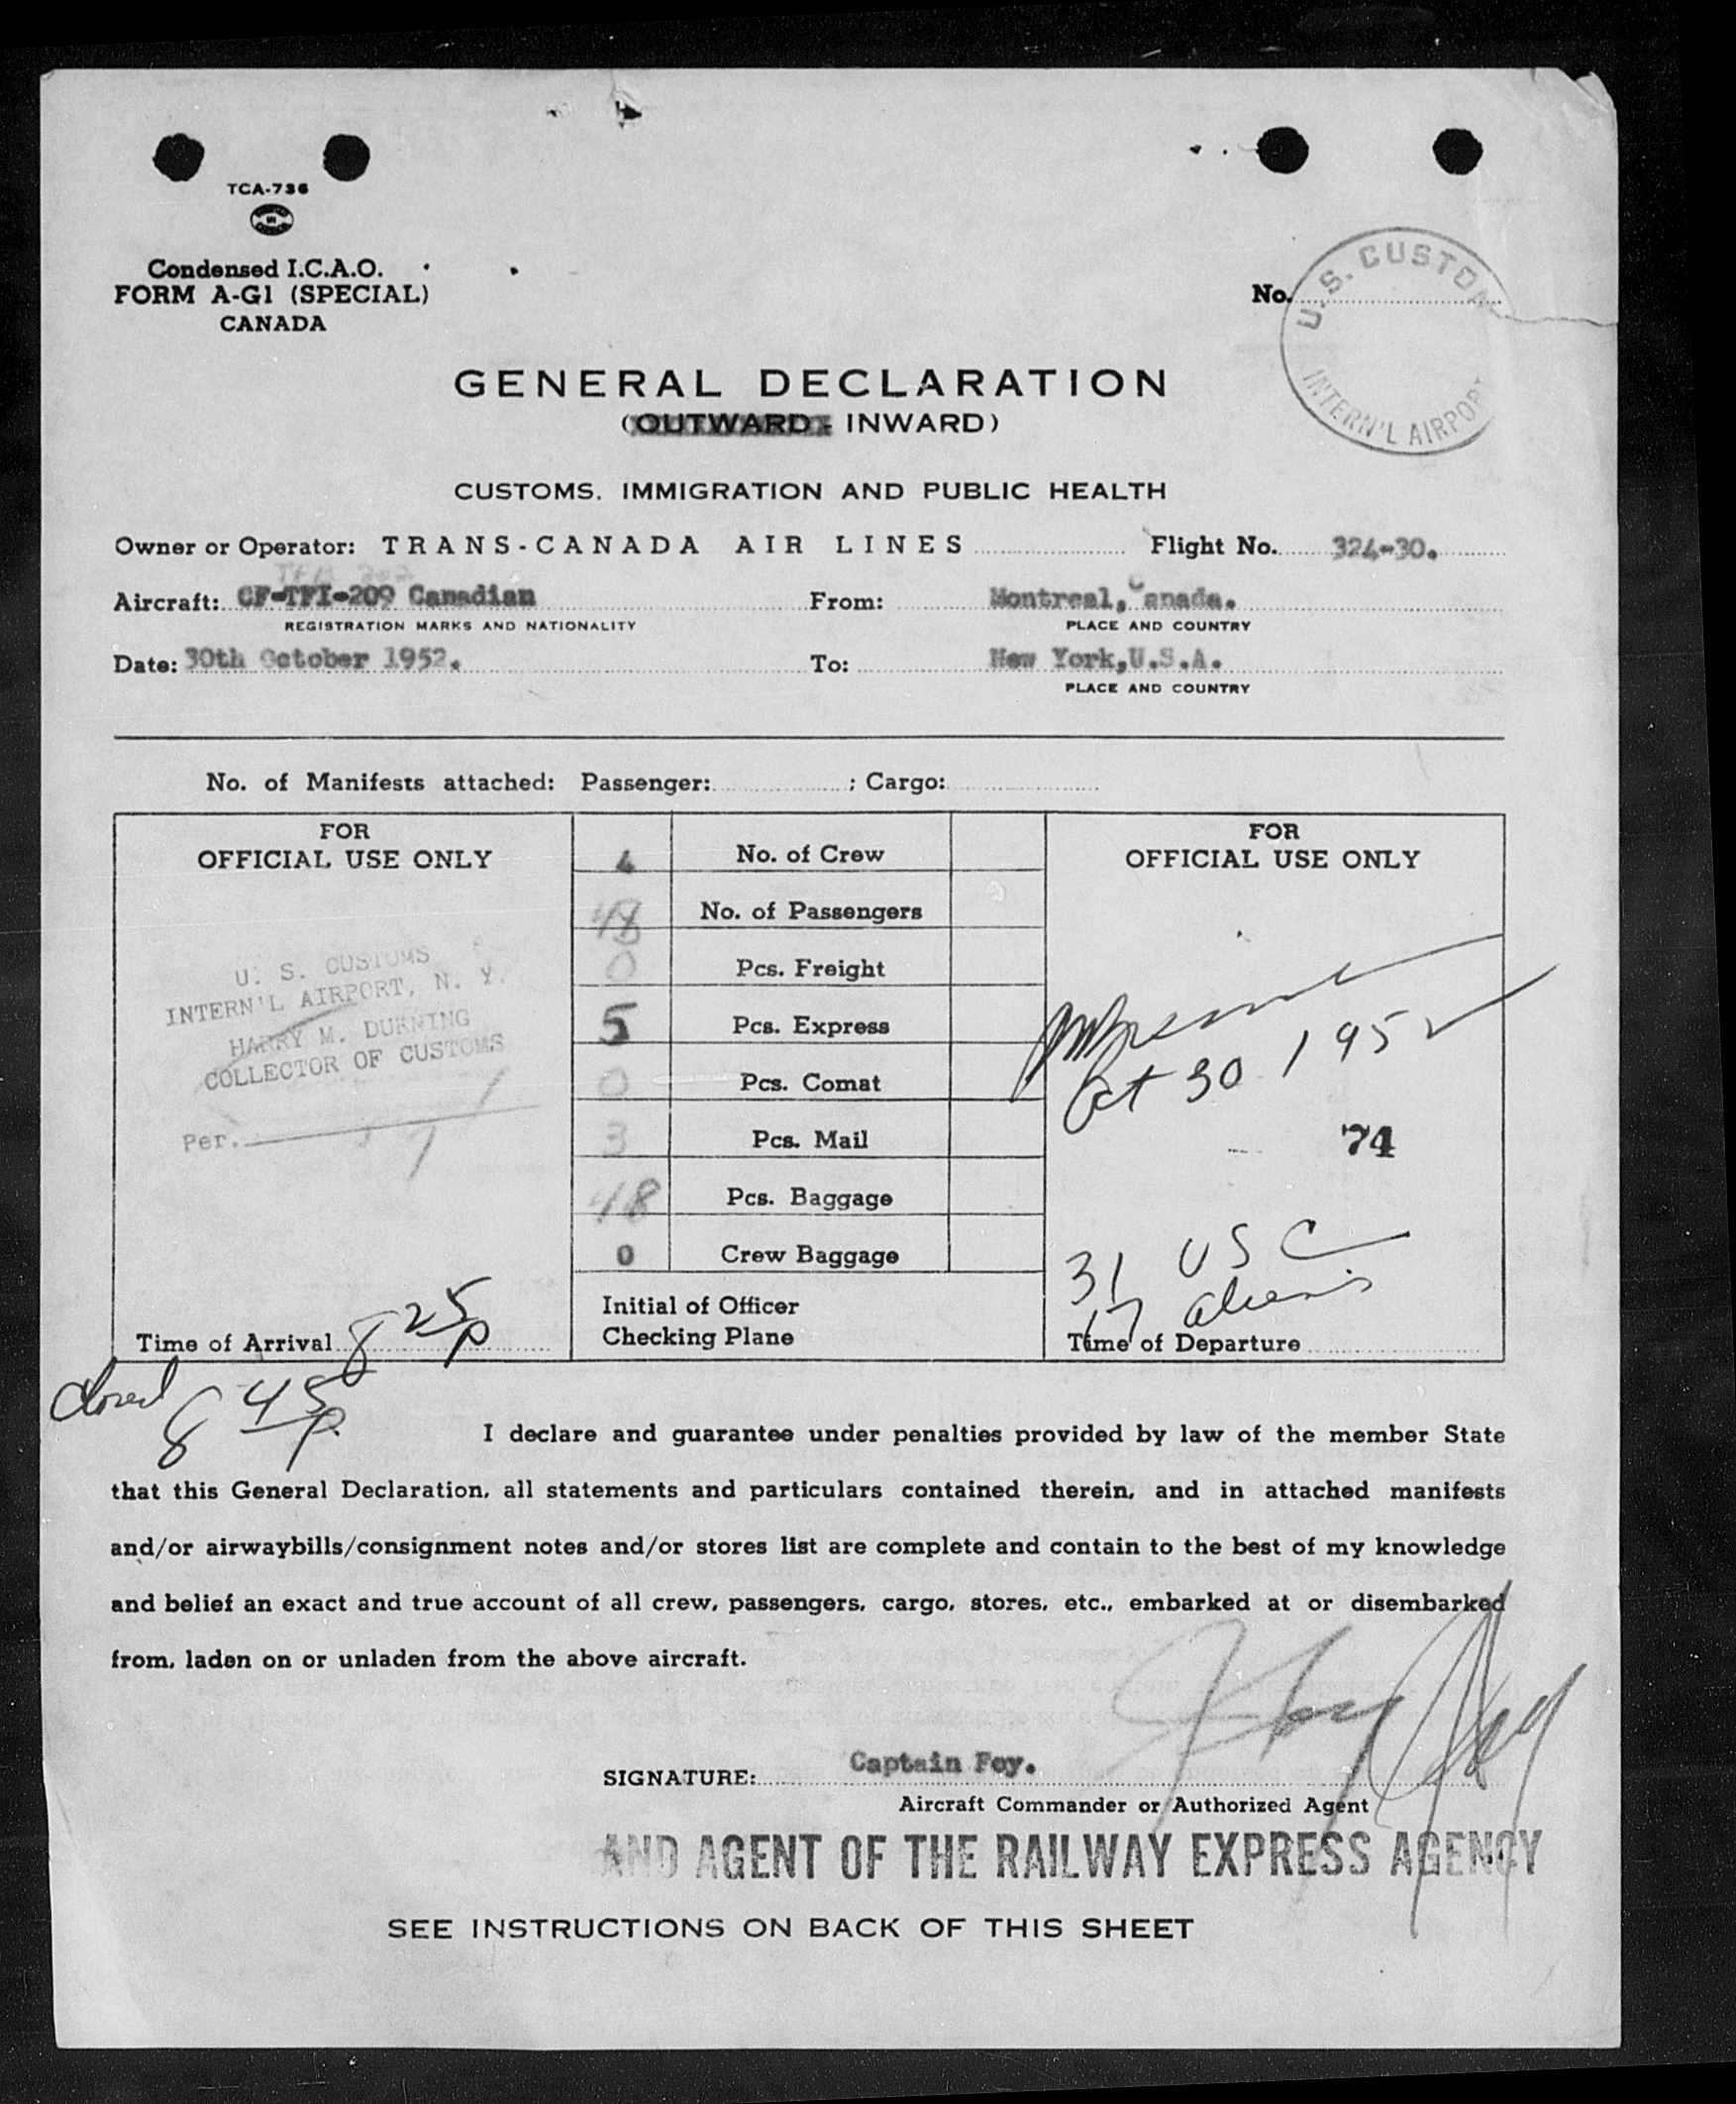 TCA-736
Condensed I.C.A.O.
FORM A-G1 (SPECIAL)
CANADA
No.
U. S. CUSTOM
INTERN'L AIRPORT
GENERAL DECLARATION
(OUTWARD - INWARD)
CUSTOMS, IMMIGRATION AND PUBLIC HEALTH
Owner or Operator: TRANS-CANADA AIR LINES Flight No. 324-30.
Aircraft: CF-TFI-209 Canadian From: Montreal, Canada.
REGISTRATION MARKS AND NATIONALITY PLACE AND COUNTRY
Date: 30th October 1952. To: New York, U.S.A.
PLACE AND COUNTRY
No. of Manifests attached: Passenger: ; Cargo:
FOR
OFFICIAL USE ONLY
U. S. CUSTOMS
INTERN'L AIRPORT, N. Y.
HARRY M. DURNING
COLLECTOR OF CUSTOMS
Per.
Time of Arrival 8 25 p
4 No. of Crew
48 No. of Passengers
0 Pcs. Freight
5 Pcs. Express
0 Pcs. Comat
3 Pcs. Mail
48 Pcs. Baggage
0 Crew Baggage
Initial of Officer
Checking Plane
FOR
OFFICIAL USE ONLY
Oct 30 1952
74
31 USC
17 aliens
Time of Departure
closed 8 45 p.
I declare and guarantee under penalties provided by law of the member State
that this General Declaration, all statements and particulars contained therein, and in attached manifests
and/or airwaybills/consignment notes and/or stores list are complete and contain to the best of my knowledge
and belief an exact and true account of all crew, passengers, cargo, stores, etc., embarked at or disembarked
from, laden on or unladen from the above aircraft.
SIGNATURE: Captain Foy.
Aircraft Commander or Authorized Agent
AND AGENT OF THE RAILWAY EXPRESS AGENCY
SEE INSTRUCTIONS ON BACK OF THIS SHEET